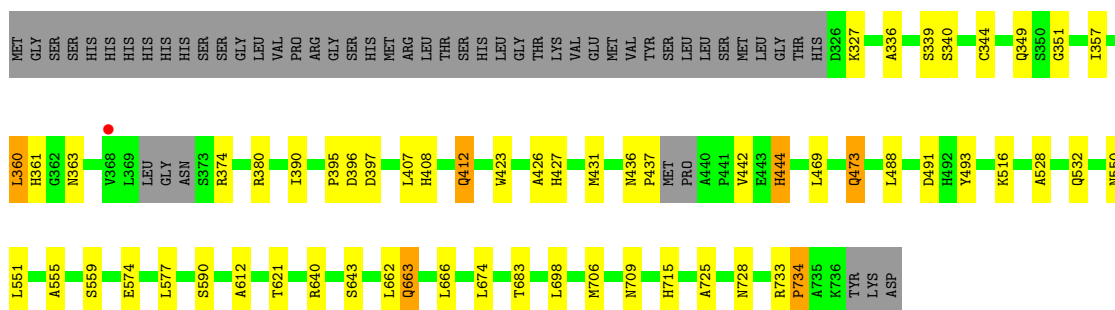 MET GLY SER SER HIS HIS HIS HIS HIS HIS SER SER GLY LEU VAL PRO ARG GLY SER HIS MET ARG LEU THR SER HIS LEU GLY THR LYS VAL GLU MET VAL TYR SER LEU LEU SER MET LEU GLY THR HIS D326 K327 A336 S339 S340 C344 Q349 S350 G351 I357
L360 H361 G362 N363 V368 L369 LEU GLY ASN S373 R374 R380 I390 P395 D396 D397 L407 H408 Q412 W423 A426 H427 M431 N436 P437 MET PRO A440 P441 V442 E443 H444 L469 Q473 L488 D491 H492 Y493 K516 A528 Q532 N550
L551 A555 S559 E574 L577 S590 A612 T621 R640 S643 L662 Q663 L666 L674 T683 L698 M706 N709 H715 A725 N728 R733 P734 A735 K736 TYR LYS ASP